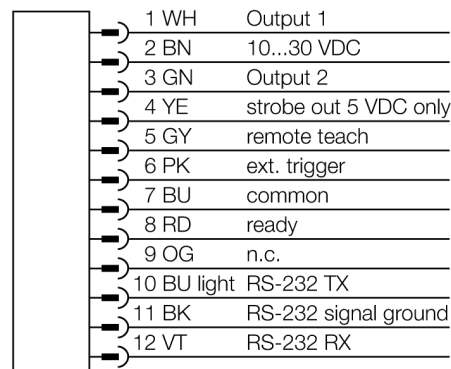 1 WH Output 1
2 BN 10...30 VDC
3 GN Output 2
4 YE strobe out 5 VDC only
5 GY remote teach
6 PK ext. trigger
7 BU common
8 RD ready
9 OG n.c.
10 BU light RS-232 TX
11 BK RS-232 signal ground
12 VT RS-232 RX